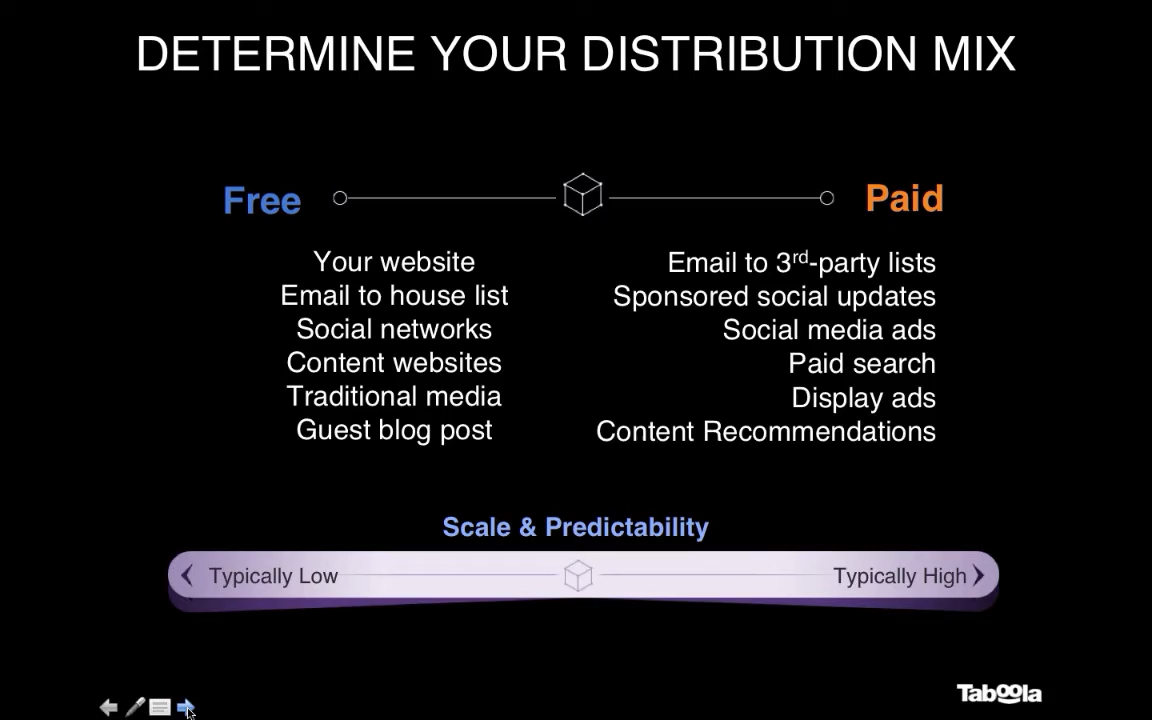 DETERMINE YOUR DISTRIBUTION MIX
Free
Your website
Email to house list
Social networks
Content websites
Traditional media
Guest blog post
Paid
Email to 3rd-party lists
Sponsored social updates
Social media ads
Paid search
Display ads
Content Recommendations
Scale & Predictability
Typically Low
Typically High
Taboola